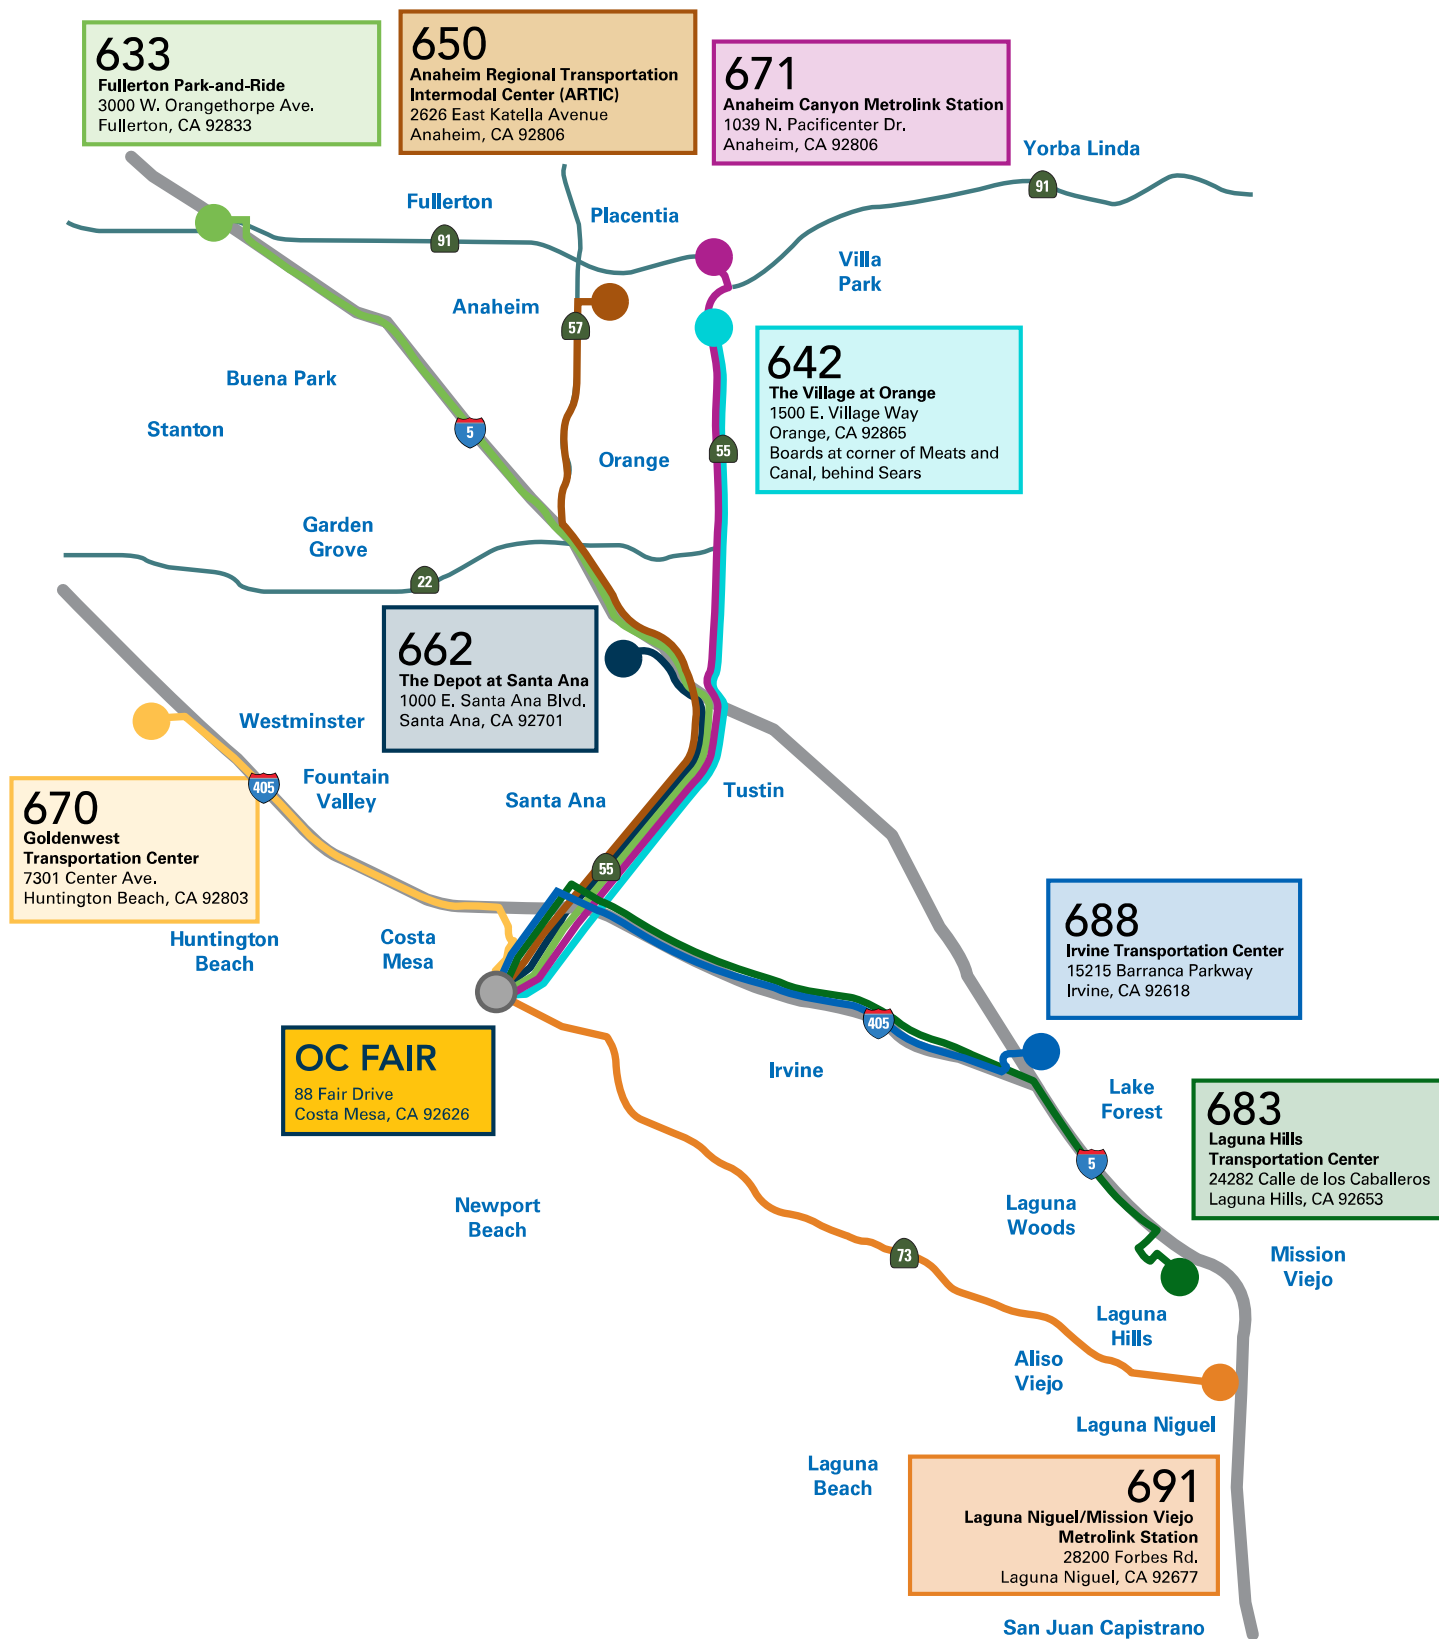 633
Fullerton Park-and-Ride
3000 W. Orangethorpe Ave.
Fullerton, CA 92833
650
Anaheim Regional Transportation
Intermodal Center (ARTIC)
2626 East Katella Avenue
Anaheim, CA 92806
671
Anaheim Canyon Metrolink Station
1039 N. Pacificenter Dr.
Anaheim, CA 92806
Yorba Linda
91
Fullerton
Placentia
91
Villa
Park
Anaheim
57
642
The Village at Orange
1500 E. Village Way
Orange, CA 92865
Boards at corner of Meats and
Canal, behind Sears
Buena Park
Stanton
5
Orange
55
Garden
Grove
22
662
The Depot at Santa Ana
1000 E. Santa Ana Blvd.
Santa Ana, CA 92701
Westminster
405
Fountain
Valley
Santa Ana
Tustin
670
Goldenwest
Transportation Center
7301 Center Ave.
Huntington Beach, CA 92803
55
Huntington
Beach
Costa
Mesa
688
Irvine Transportation Center
15215 Barranca Parkway
Irvine, CA 92618
405
OC FAIR
88 Fair Drive
Costa Mesa, CA 92626
Irvine
Lake
Forest
683
Laguna Hills
Transportation Center
24282 Calle de los Caballeros
Laguna Hills, CA 92653
5
Newport
Beach
Laguna
Woods
73
Mission
Viejo
Laguna
Hills
Aliso
Viejo
Laguna Niguel
Laguna
Beach
691
Laguna Niguel/Mission Viejo
Metrolink Station
28200 Forbes Rd.
Laguna Niguel, CA 92677
San Juan Capistrano